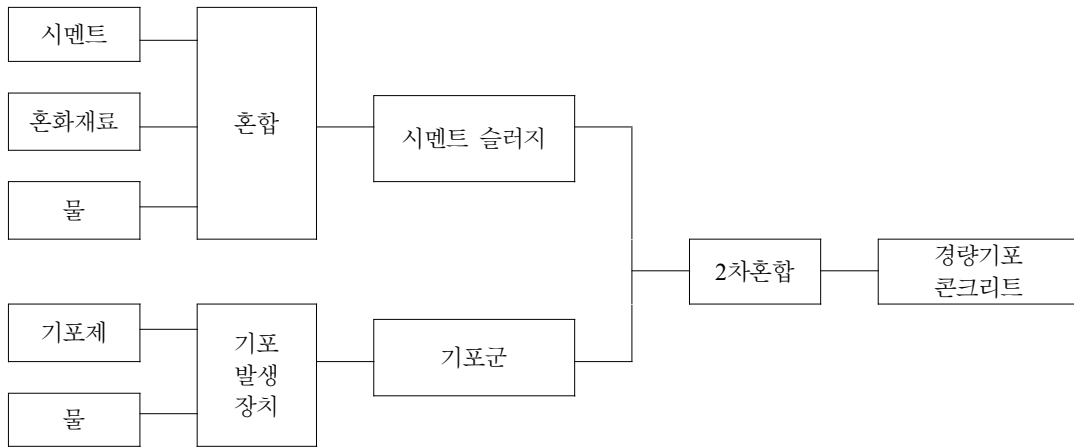 시멘트
혼화재료
물
혼합
시멘트 슬러지
기포제
물
기포
발생
장치
기포군
2차혼합
경량기포
콘크리트